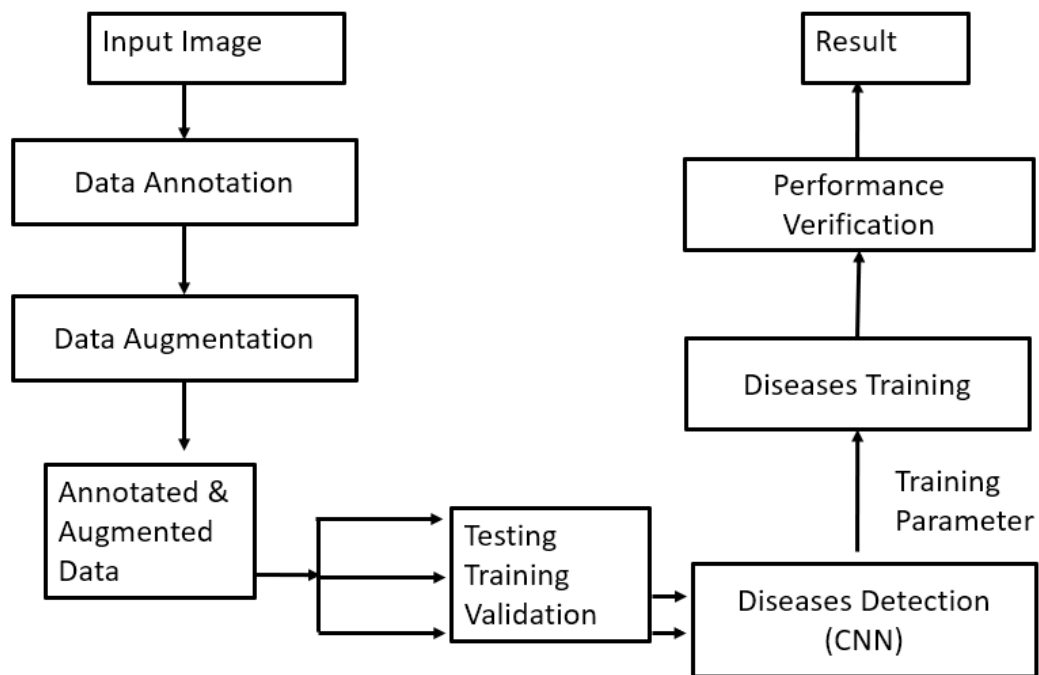 Input Image
Data Annotation
Data Augmentation
Annotated &
Augmented
Data
Testing
Training
Validation
Diseases Detection
(CNN)
Training
Parameter
Diseases Training
Performance
Verification
Result